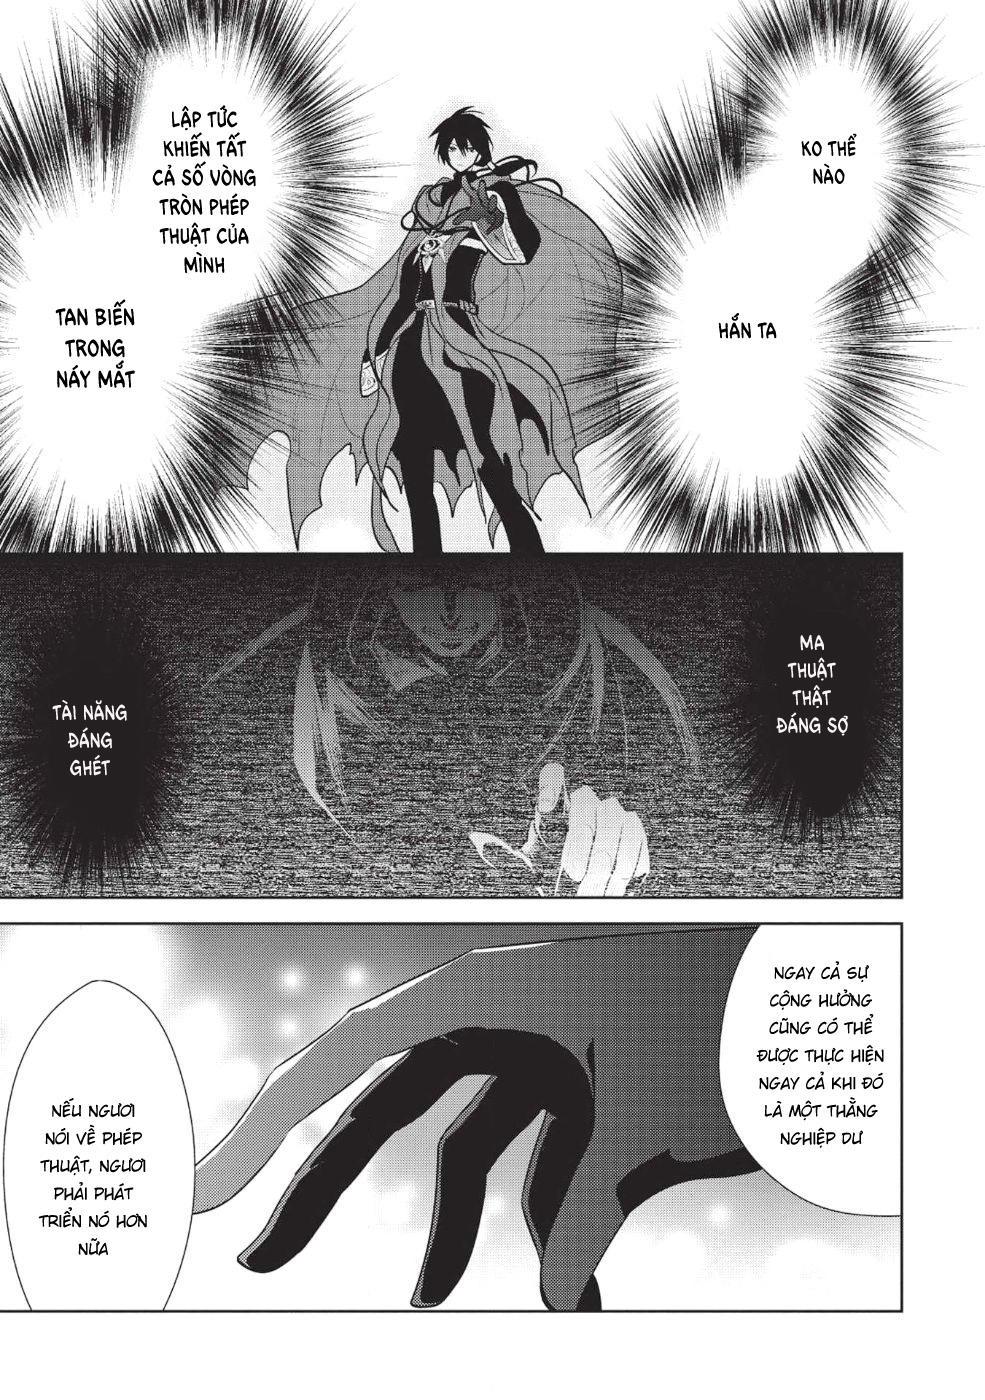 KO THỂ
NÀO
HẮN TA
LẬP TỨC
KHIẾN TẤT
CẢ SỐ VÒNG
TRÒN PHÉP
THUẬT CỦA
MÌNH
TAN BIẾN
TRONG
NÁY MẮT
MA
THUẬT
THẬT
ĐÁNG SỢ
TÀI NĂNG
ĐÁNG
GHÉT
NGAY CẢ SỰ
CỘNG HƯỞNG
CŨNG CÓ THỂ
ĐƯỢC THỰC HIỆN
NGAY CẢ KHI ĐÓ
LÀ MỘT THẰNG
NGHIỆP DƯ
NẾU NGƯƠI
NÓI VỀ PHÉP
THUẬT, NGƯƠI
PHẢI PHÁT
TRIỂN NÓ HƠN
NỮA